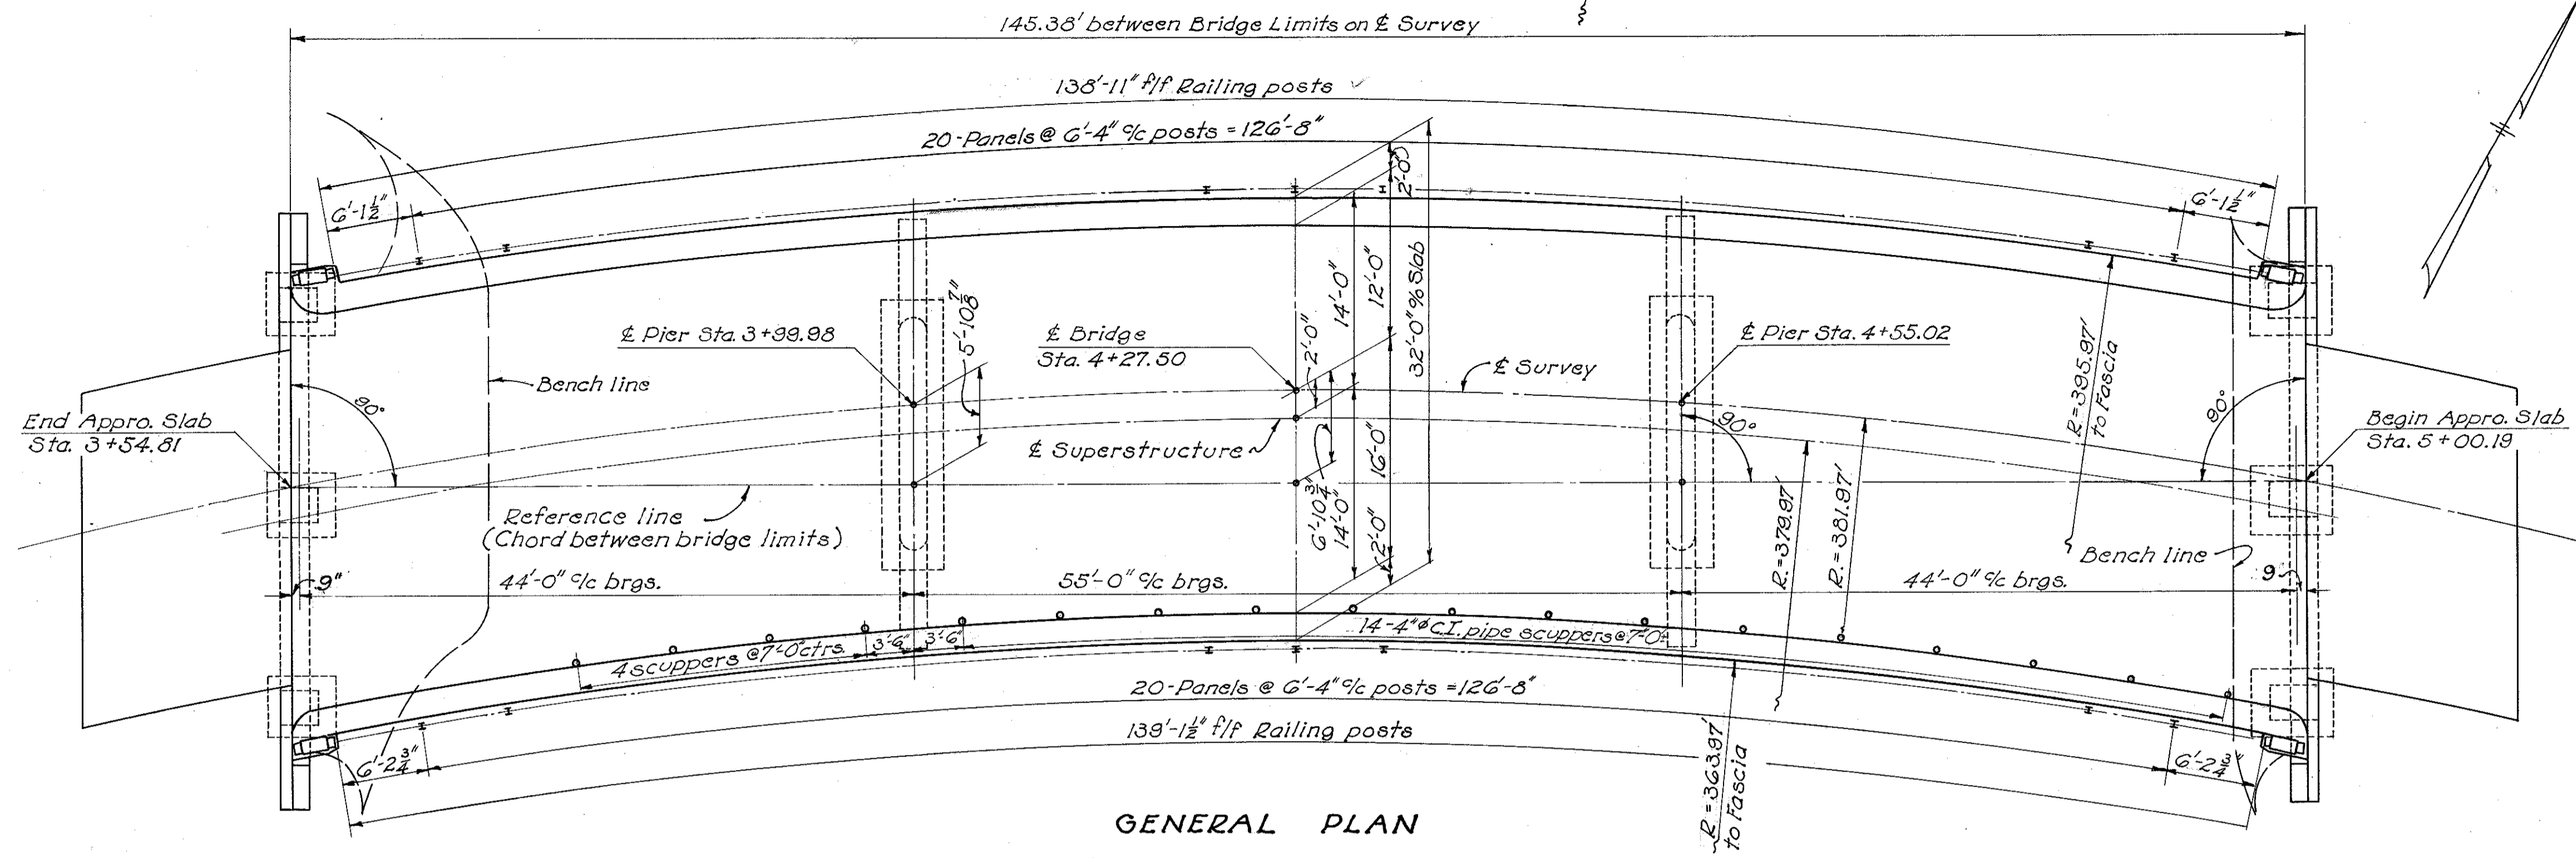 145.38' between Bridge Limits on ℄ Survey
138'-11" f/f Railing posts
20-Panels @ 6'-4" c/c posts = 126'-8"
6'-1½"
6'-1½"
2'-0"
14'-0"
12'-0"
32'-0" o/o Slab
5'-10⅞"
℄ Pier Sta. 3+99.98
℄ Bridge
Sta. 4+27.50
2'-0"
℄ Survey
℄ Pier Sta. 4+55.02
R=395.97'
to Fascia
Bench line
90°
90°
90°
End Appro. Slab
Sta. 3+54.81
Begin Appro. Slab
Sta. 5+00.19
℄ Superstructure
6'-10¾"
14'-0"
16'-0"
2'-0"
R.=379.97'
R.=381.97'
Reference line
(Chord between bridge limits)
Bench line
9"
44'-0" c/c brgs.
55'-0" c/c brgs.
44'-0" c/c brgs.
9"
4 scuppers @ 7'-0" ctrs.
3'-6"
3'-6"
14-4"ø C.I. pipe scuppers @ 7'-0"
20-Panels @ 6'-4" c/c posts = 126'-8"
139'-1½" f/f Railing posts
6'-2¾"
6'-2¾"
R=363.97'
to Fascia
GENERAL PLAN